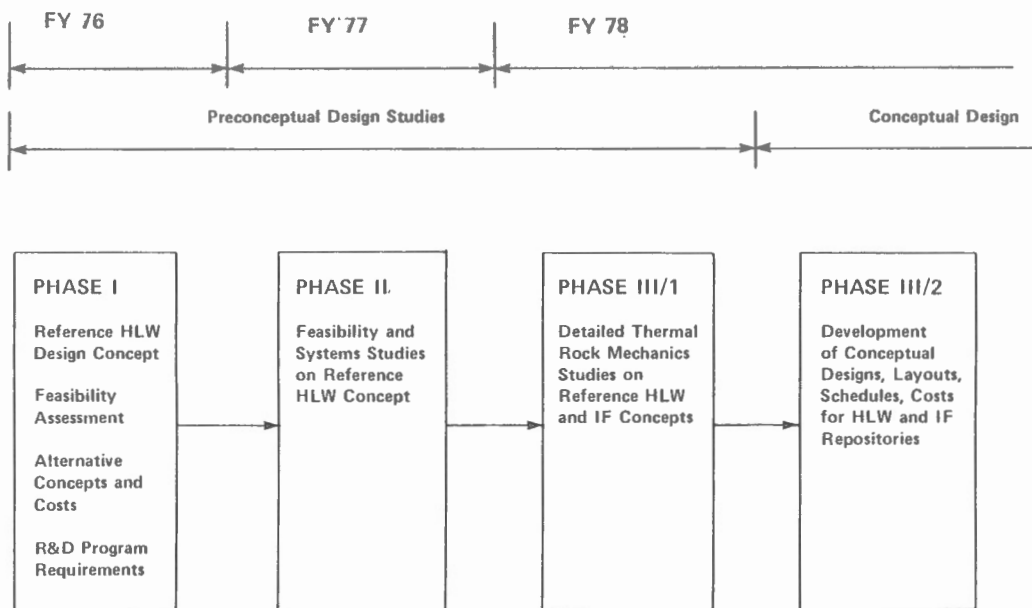 FY 76
FY 77
FY 78
Preconceptual Design Studies
Conceptual Design
PHASE I
Reference HLW
Design Concept
Feasibility
Assessment
Alternative
Concepts and
Costs
R&D Program
Requirements
PHASE II
Feasibility and
Systems Studies
on Reference
HLW Concept
PHASE III/1
Detailed Thermal
Rock Mechanics
Studies on
Reference HLW
and IF Concepts
PHASE III/2
Development
of Conceptual
Designs, Layouts,
Schedules, Costs
for HLW and IF
Repositories